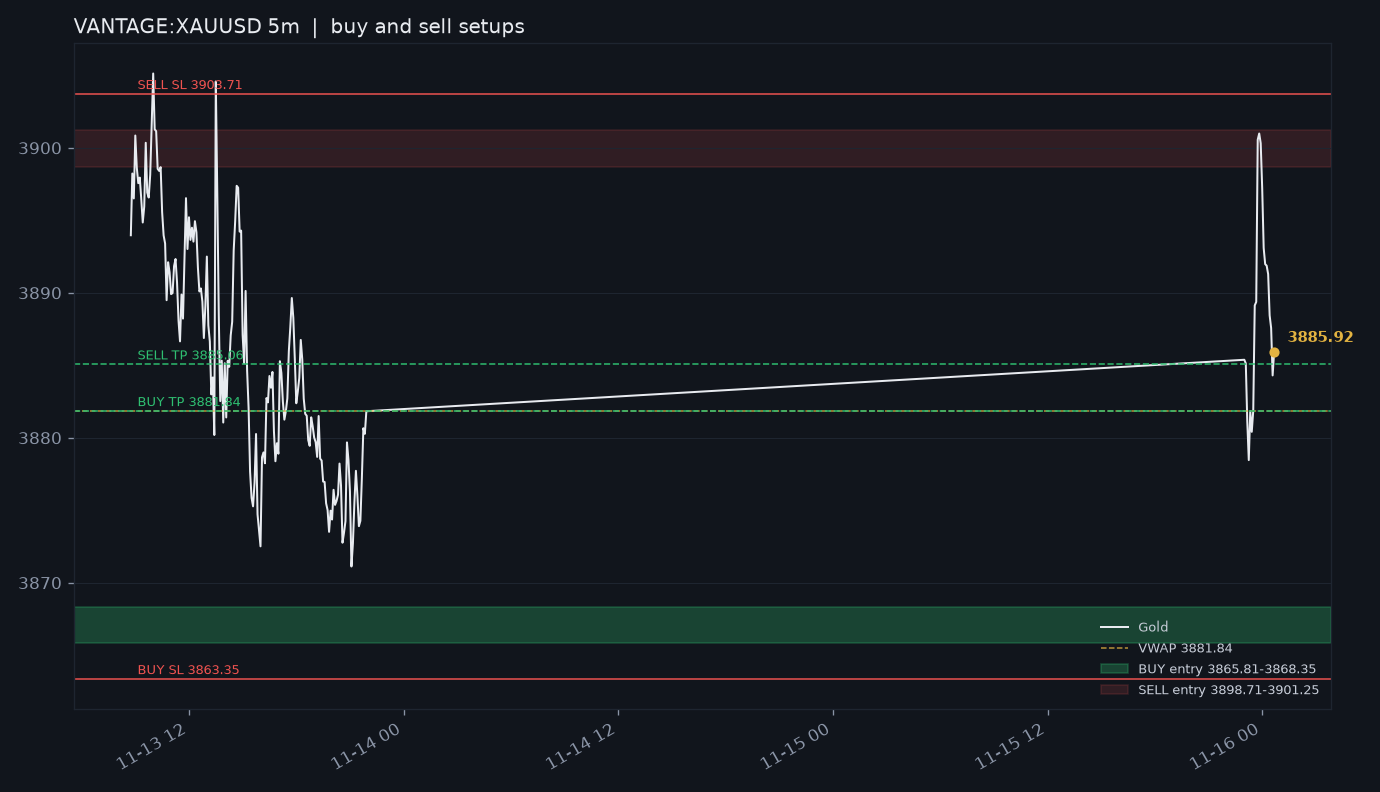 VANTAGE:XAUUSD 5m | buy and sell setups
SELL SL 3903.71
3900
3890
3885.92
SELL TP 3885.06
BUY TP 3881.84
3880
3870
Gold
VWAP 3881.84
BUY SL 3863.35
BUY entry 3865.81-3868.35
SELL entry 3898.71-3901.25
11-13 12
11-14 00
11-14 12
11-15 00
11-15 12
11-16 00